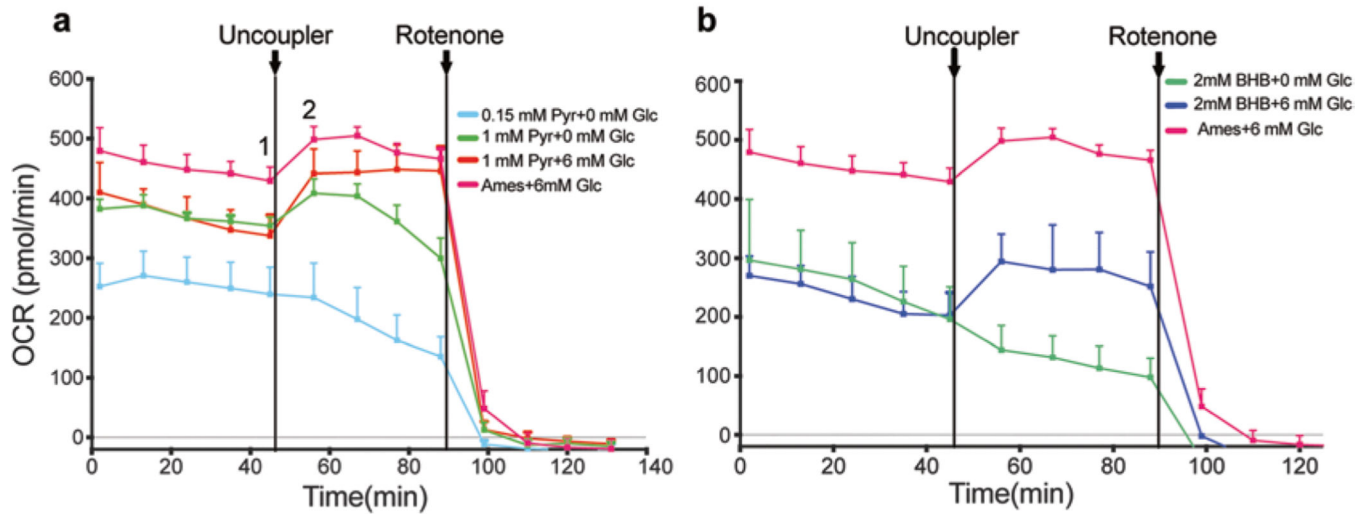 a
Uncoupler
Rotenone
600
500
400
300
200
100
0
OCR (pmol/min)
1
2
0.15 mM Pyr+0 mM Glc
1 mM Pyr+0 mM Glc
1 mM Pyr+6 mM Glc
Ames+6mM Glc
0 20 40 60 80 100 120 140
Time(min)
b
Uncoupler
Rotenone
600
500
400
300
200
100
0
2mM BHB+0 mM Glc
2mM BHB+6 mM Glc
Ames+6 mM Glc
0 20 40 60 80 100 120
Time(min)